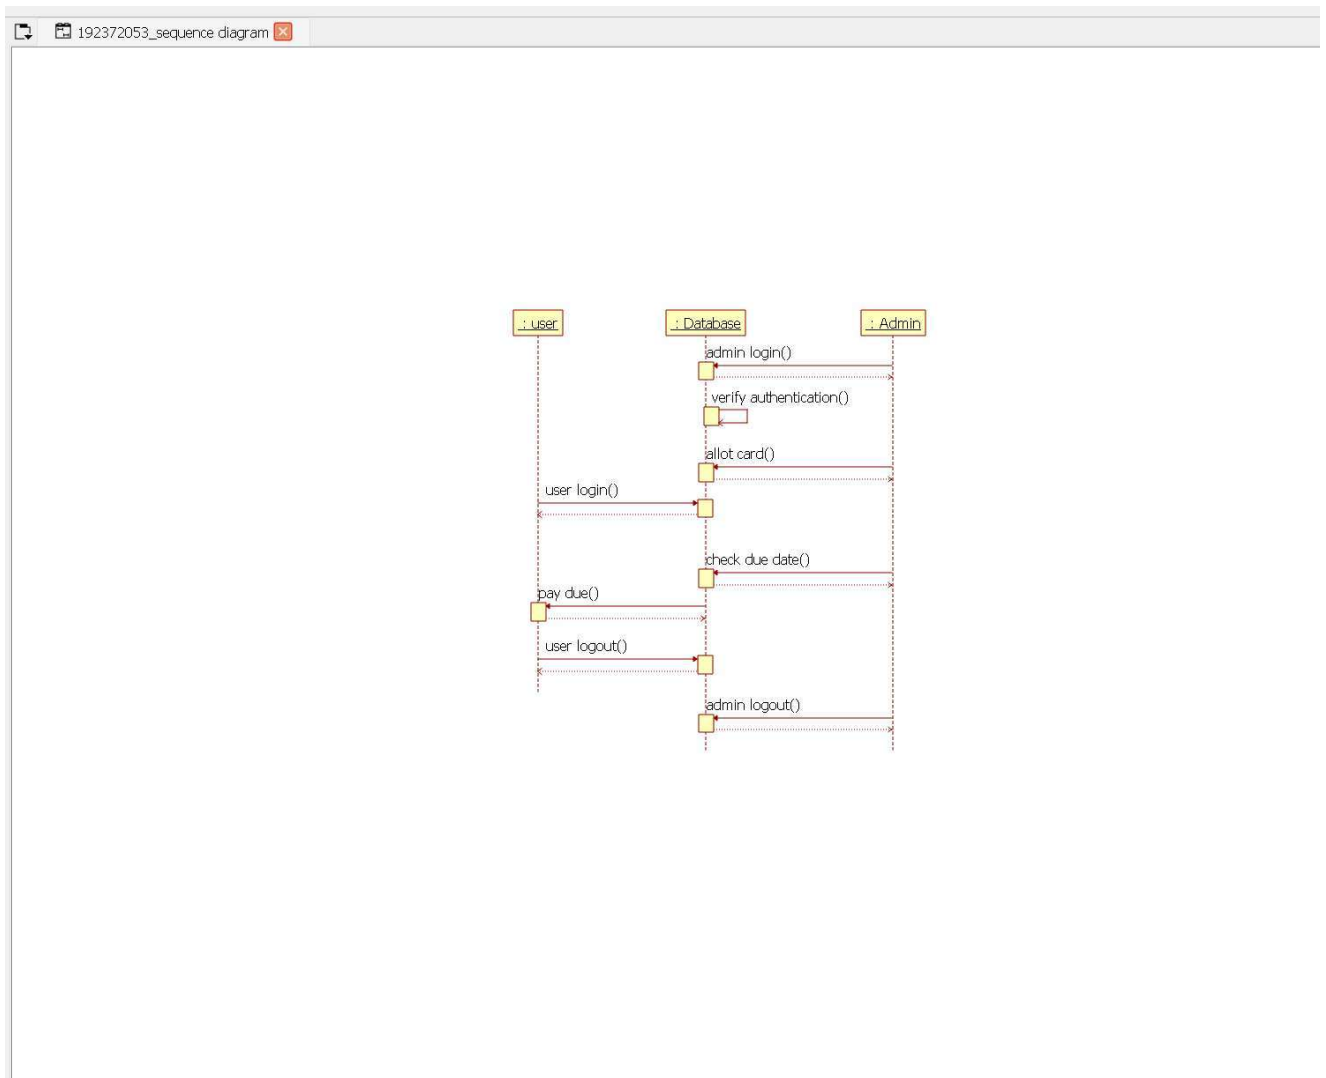 192372053_sequence diagram
: user
: Database
: Admin
admin login()
verify authentication()
allot card()
user login()
check due date()
pay due()
user logout()
admin logout()